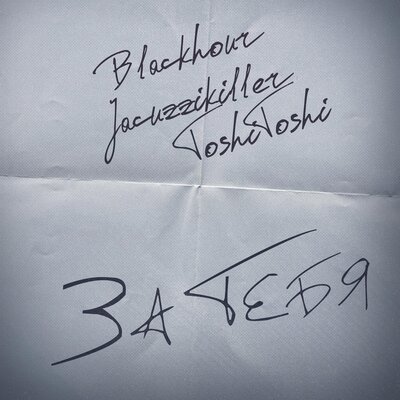 Blackhour
Jacuzzikiller
ToshiToshi
ЗА ТЕБЯ